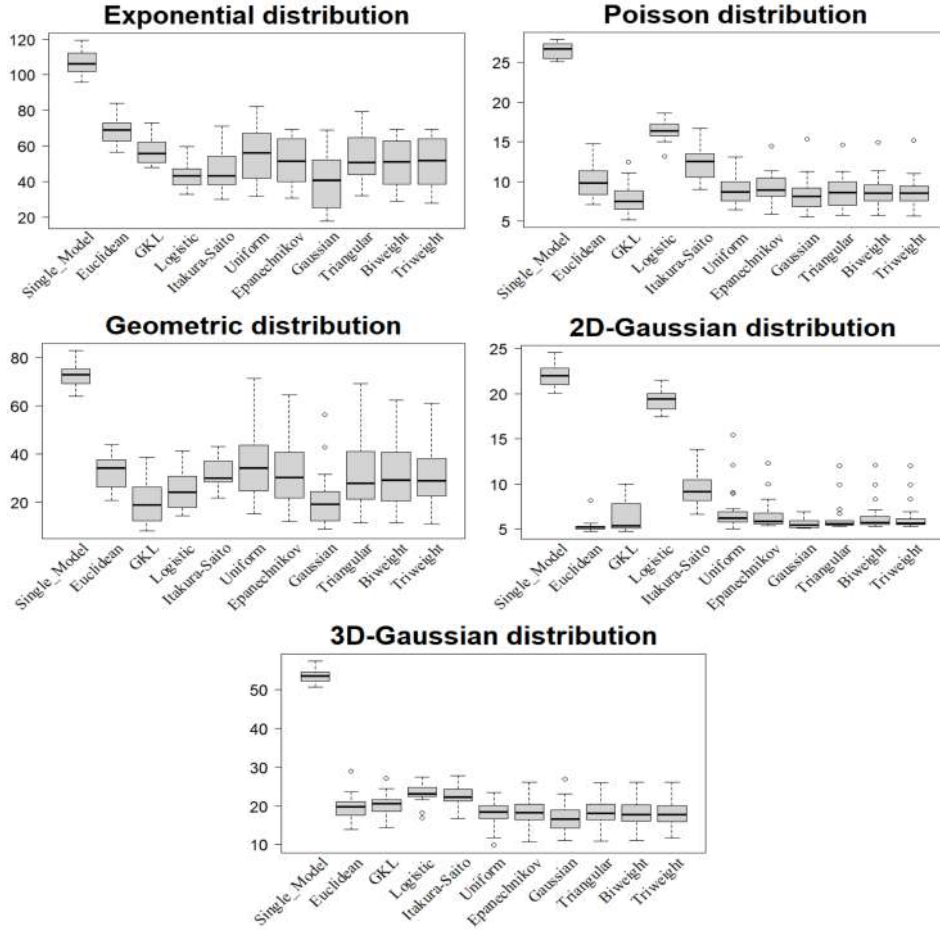 Exponential distribution
120
100
80
60
40
20
Single_Model
Euclidean
GKL
Logistic
Itakura-Saito
Uniform
Epanechnikov
Gaussian
Triangular
Biweight
Triweight
Poisson distribution
25
20
15
10
5
Single_Model
Euclidean
GKL
Logistic
Itakura-Saito
Uniform
Epanechnikov
Gaussian
Triangular
Biweight
Triweight
Geometric distribution
80
60
40
20
Single_Model
Euclidean
GKL
Logistic
Itakura-Saito
Uniform
Epanechnikov
Gaussian
Triangular
Biweight
Triweight
2D-Gaussian distribution
25
20
15
10
5
Single_Model
Euclidean
GKL
Logistic
Itakura-Saito
Uniform
Epanechnikov
Gaussian
Triangular
Biweight
Triweight
3D-Gaussian distribution
50
40
30
20
10
Single_Model
Euclidean
GKL
Logistic
Itakura-Saito
Uniform
Epanechnikov
Gaussian
Triangular
Biweight
Triweight